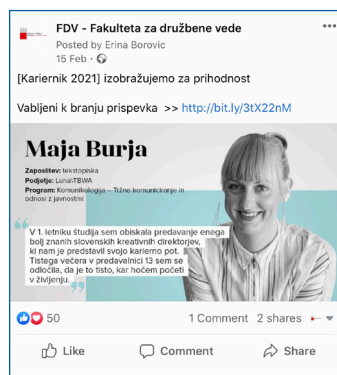 FDV - Fakulteta za družbene vede
Posted by Erina Borovic
15 Feb ·
[Kariernik 2021] izobražujemo za prihodnost
Vabljeni k branju prispevka >> http://bit.ly/3tX22nM
Maja Burja
Zaposlitev: tekstopiska
Podjetje: Luna\TBWA
Program: Komunikologija – Tržno komuniciranje in
odnosi z javnostmi
“
V 1. letniku študija sem obiskala predavanje enega
bolj znanih slovenskih kreativnih direktorjev,
ki nam je predstavil svojo karierno pot.
Tistega večera v predavalnici 13 sem se
odločila, da je to tisto, kar hočem početi
v življenju.
”
50
1 Comment 2 shares
Like Comment Share